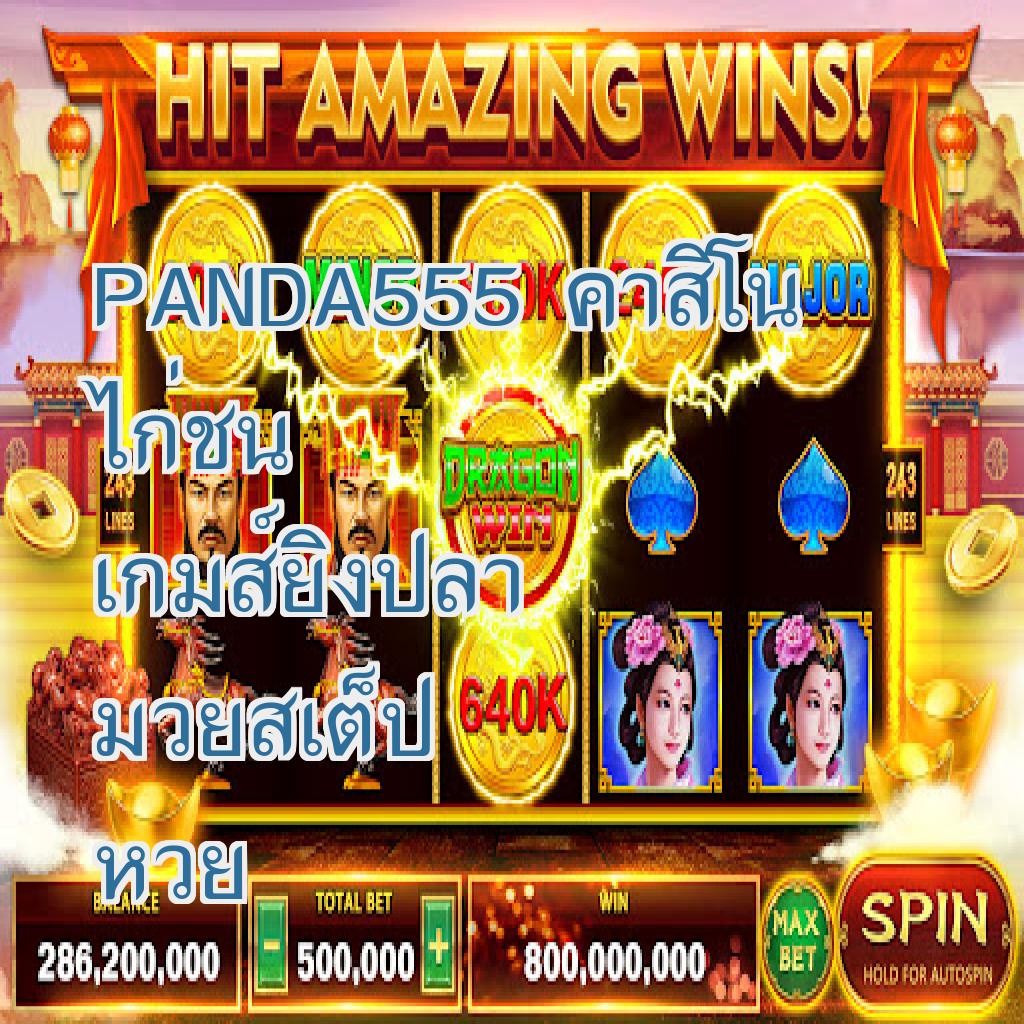 HIT AMAZING WINS!
PANDA555 คาสิโน
MAJOR
ไก่ชน
DRAGON
WIN
243
LINES
243
LINES
เกมส์ยิงปลา
640K
มวยสเต็ป
หวย
BALANCE
TOTAL BET
WIN
286,200,000
- 500,000 +
800,000,000
MAX
BET
SPIN
HOLD FOR AUTOSPIN